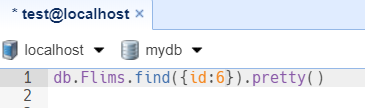 * test@localhost ×
localhost mydb
1 db.Flims.find({id:6}).pretty()
2